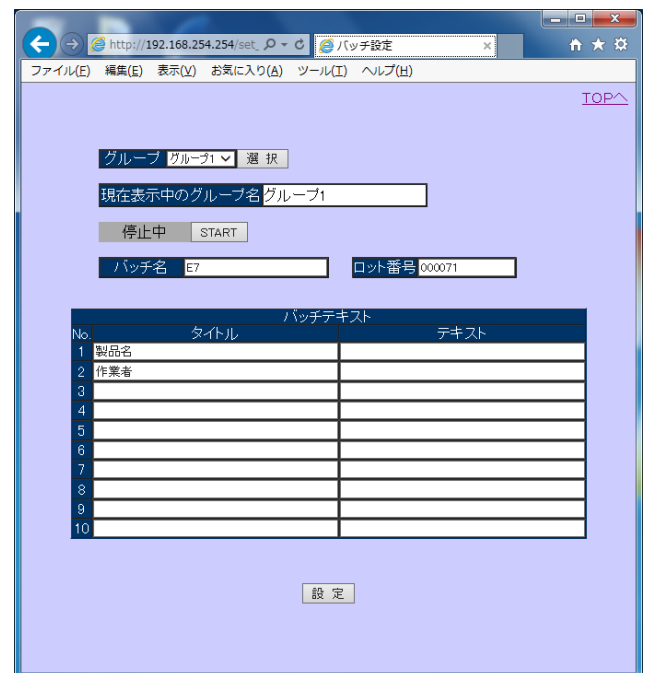 http://192.168.254.254/set_
バッチ設定
ファイル(F) 編集(E) 表示(V) お気に入り(A) ツール(T) ヘルプ(H)
TOPへ
グループ グループ1 選 択
現在表示中のグループ名 グループ1
停止中 START
バッチ名 E7 ロット番号 000071
バッチテキスト
No. タイトル テキスト
1 製品名
2 作業者
3
4
5
6
7
8
9
10
設 定